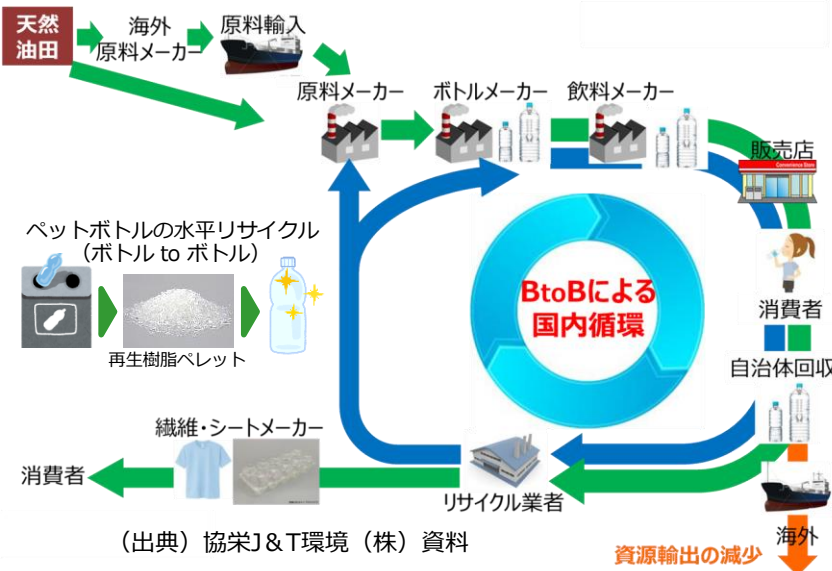 天然
油田
海外
原料メーカー
原料輸入
原料メーカー
ボトルメーカー
飲料メーカー
販売店
Convenience Store
ペットボトルの水平リサイクル
（ボトル to ボトル）
再生樹脂ペレット
BtoBによる
国内循環
消費者
自治体回収
繊維・シートメーカー
消費者
リサイクル業者
海外
（出典）協栄J＆T環境（株）資料
資源輸出の減少